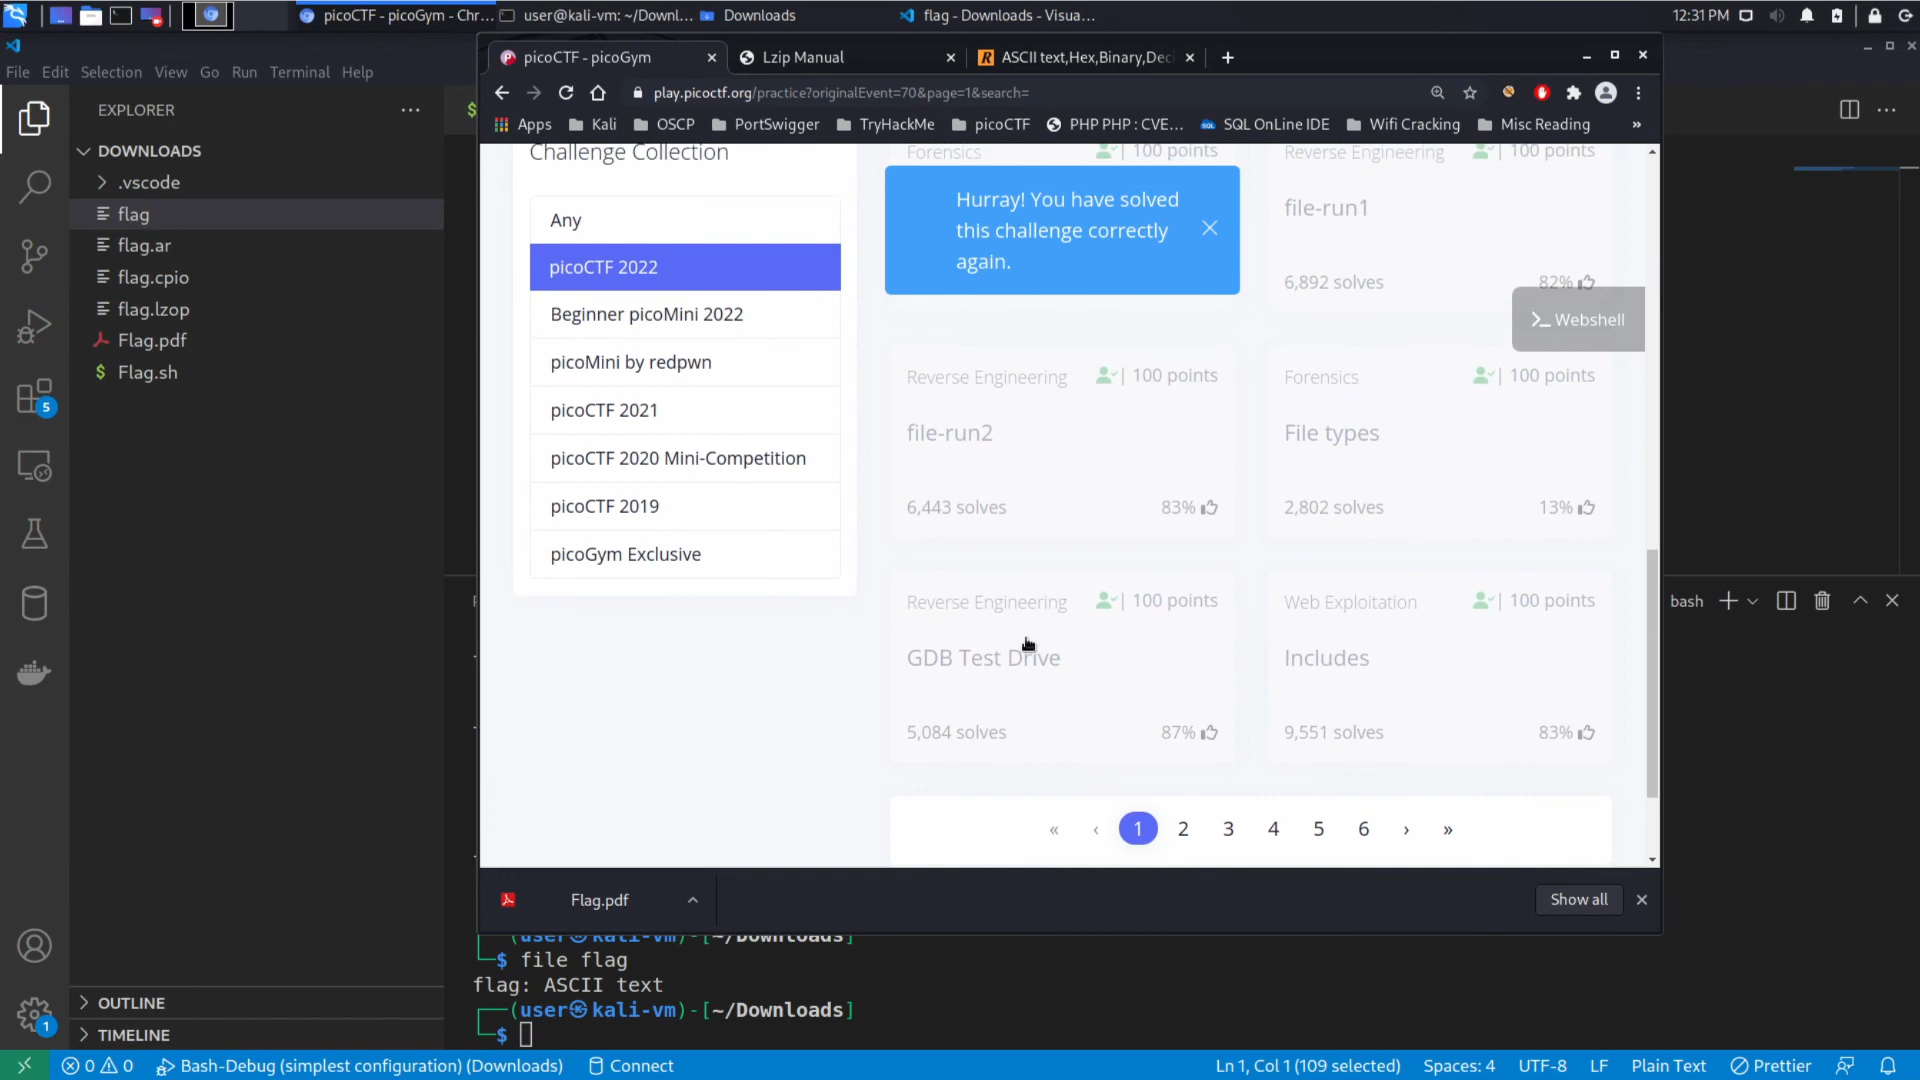 picoCTF - picoGym - Chr...
user@kali-vm: ~/Downl...
Downloads
flag - Downloads - Visua...
12:31 PM
File Edit Selection View Go Run Terminal Help
picoCTF - picoGym
Lzip Manual
ASCII text,Hex,Binary,Deci
play.picoctf.org/practice?originalEvent=70&page=1&search=
Apps
Kali
OSCP
PortSwigger
TryHackMe
picoCTF
PHP PHP : CVE...
SQL OnLine IDE
Wifi Cracking
Misc Reading
»
EXPLORER
DOWNLOADS
.vscode
flag
flag.ar
flag.cpio
flag.lzop
Flag.pdf
$ Flag.sh
5
1
OUTLINE
TIMELINE
Challenge Collection
Any
picoCTF 2022
Beginner picoMini 2022
picoMini by redpwn
picoCTF 2021
picoCTF 2020 Mini-Competition
picoCTF 2019
picoGym Exclusive
Forensics | 100 points
Hurray! You have solved
this challenge correctly
again.
Reverse Engineering | 100 points
file-run1
6,892 solves 82%
>_ Webshell
Reverse Engineering | 100 points
file-run2
6,443 solves 83%
Forensics | 100 points
File types
2,802 solves 13%
Reverse Engineering | 100 points
GDB Test Drive
5,084 solves 87%
Web Exploitation | 100 points
Includes
9,551 solves 83%
« ‹ 1 2 3 4 5 6 › »
Flag.pdf
Show all
bash
(user㉿kali-vm)-[~/Downloads]
$ file flag
flag: ASCII text
(user㉿kali-vm)-[~/Downloads]
$
0 0
Bash-Debug (simplest configuration) (Downloads)
Connect
Ln 1, Col 1 (109 selected)
Spaces: 4
UTF-8
LF
Plain Text
Prettier